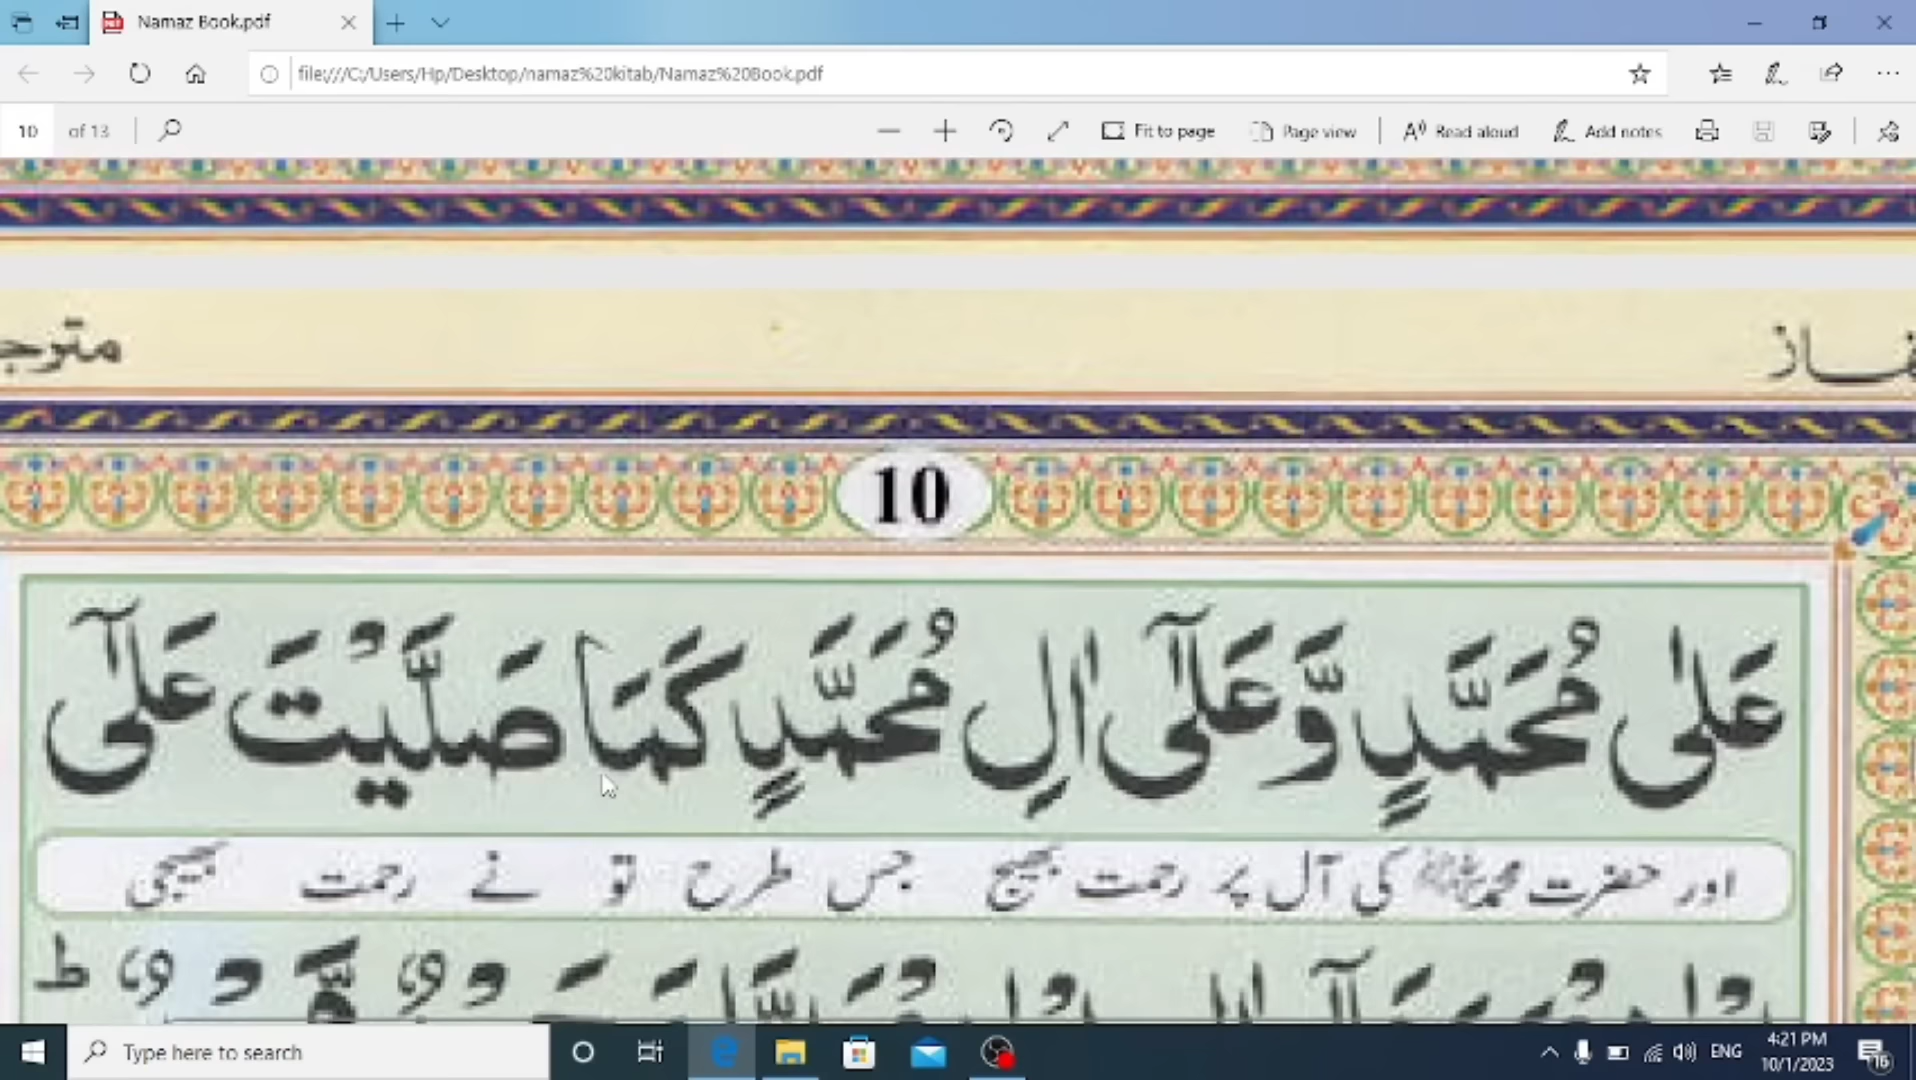 Namaz Book.pdf
file:///C:/Users/Hp/Desktop/namaz%20kitab/Namaz%20Book.pdf
10 of 13
Fit to page
Page view
Read aloud
Add notes
10
عَلٰى مُحَمَّدٍ وَّعَلٰٓى اٰلِ مُحَمَّدٍ كَمَا صَلَّيْتَ عَلٰٓى
اور حضرت محمد ﷺ کی آل پر رحمت بھیج جس طرح تو نے رحمت بھیجی
Type here to search
ENG
4:21 PM
10/1/2023
16